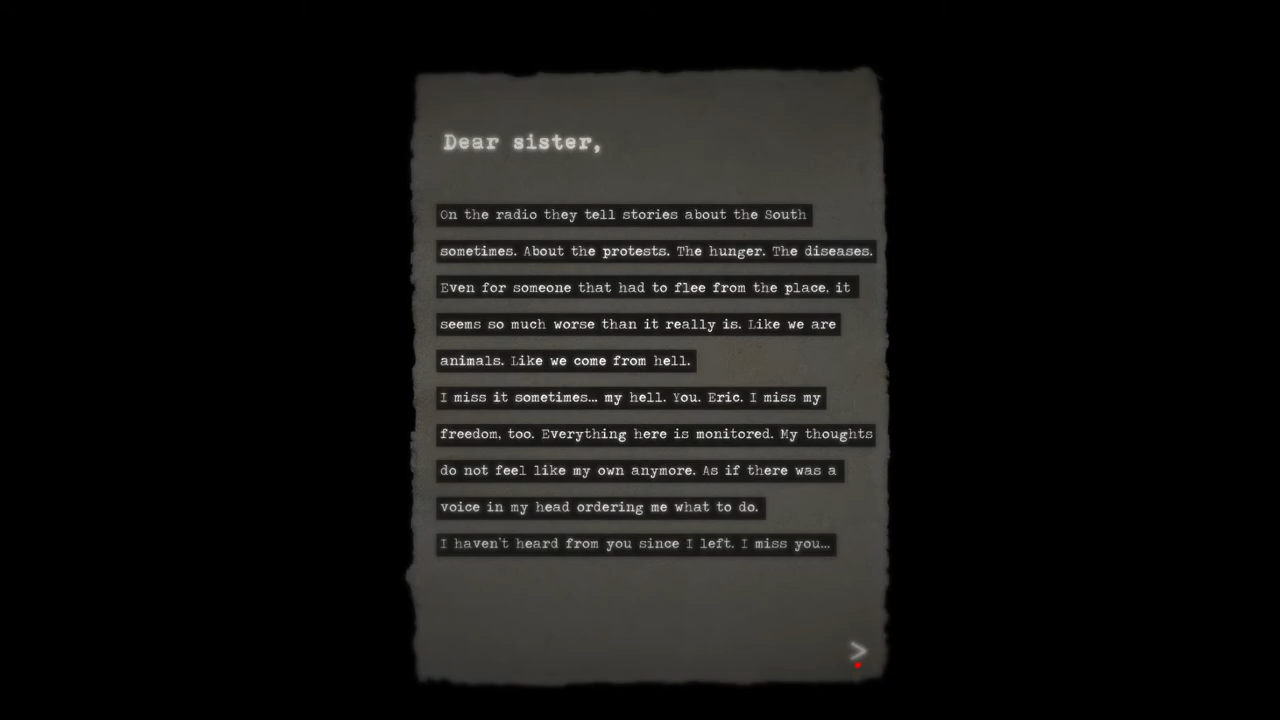 Dear sister,
On the radio they tell stories about the South
sometimes. About the protests. The hunger. The diseases.
Even for someone that had to flee from the place, it
seems so much worse than it really is. Like we are
animals. Like we come from hell.
I miss it sometimes... my hell. You. Eric. I miss my
freedom, too. Everything here is monitored. My thoughts
do not feel like my own anymore. As if there was a
voice in my head ordering me what to do.
I haven't heard from you since I left. I miss you...
>